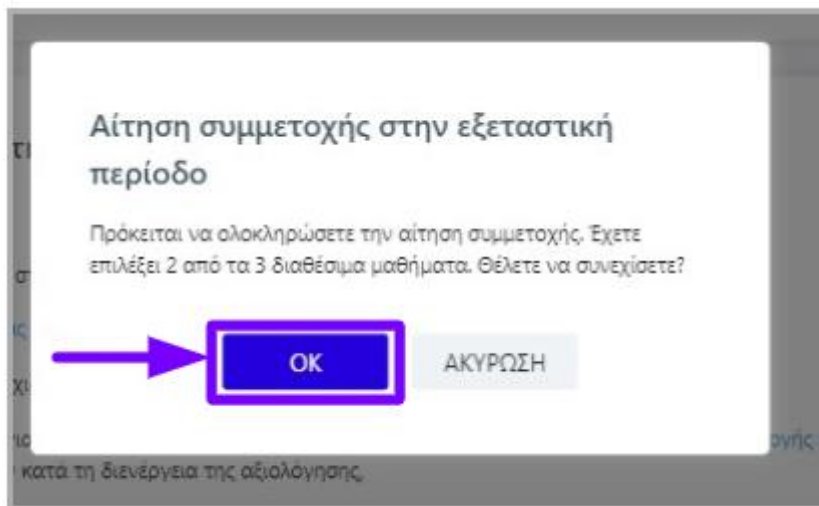 Αίτηση συμμετοχής στην εξεταστική
περίοδο
Πρόκειται να ολοκληρώσετε την αίτηση συμμετοχής. Έχετε
επιλέξει 2 από τα 3 διαθέσιμα μαθήματα. Θέλετε να συνεχίσετε?
OK ΑΚΥΡΩΣΗ
κατά τη διενέργεια της αξιολόγησης,